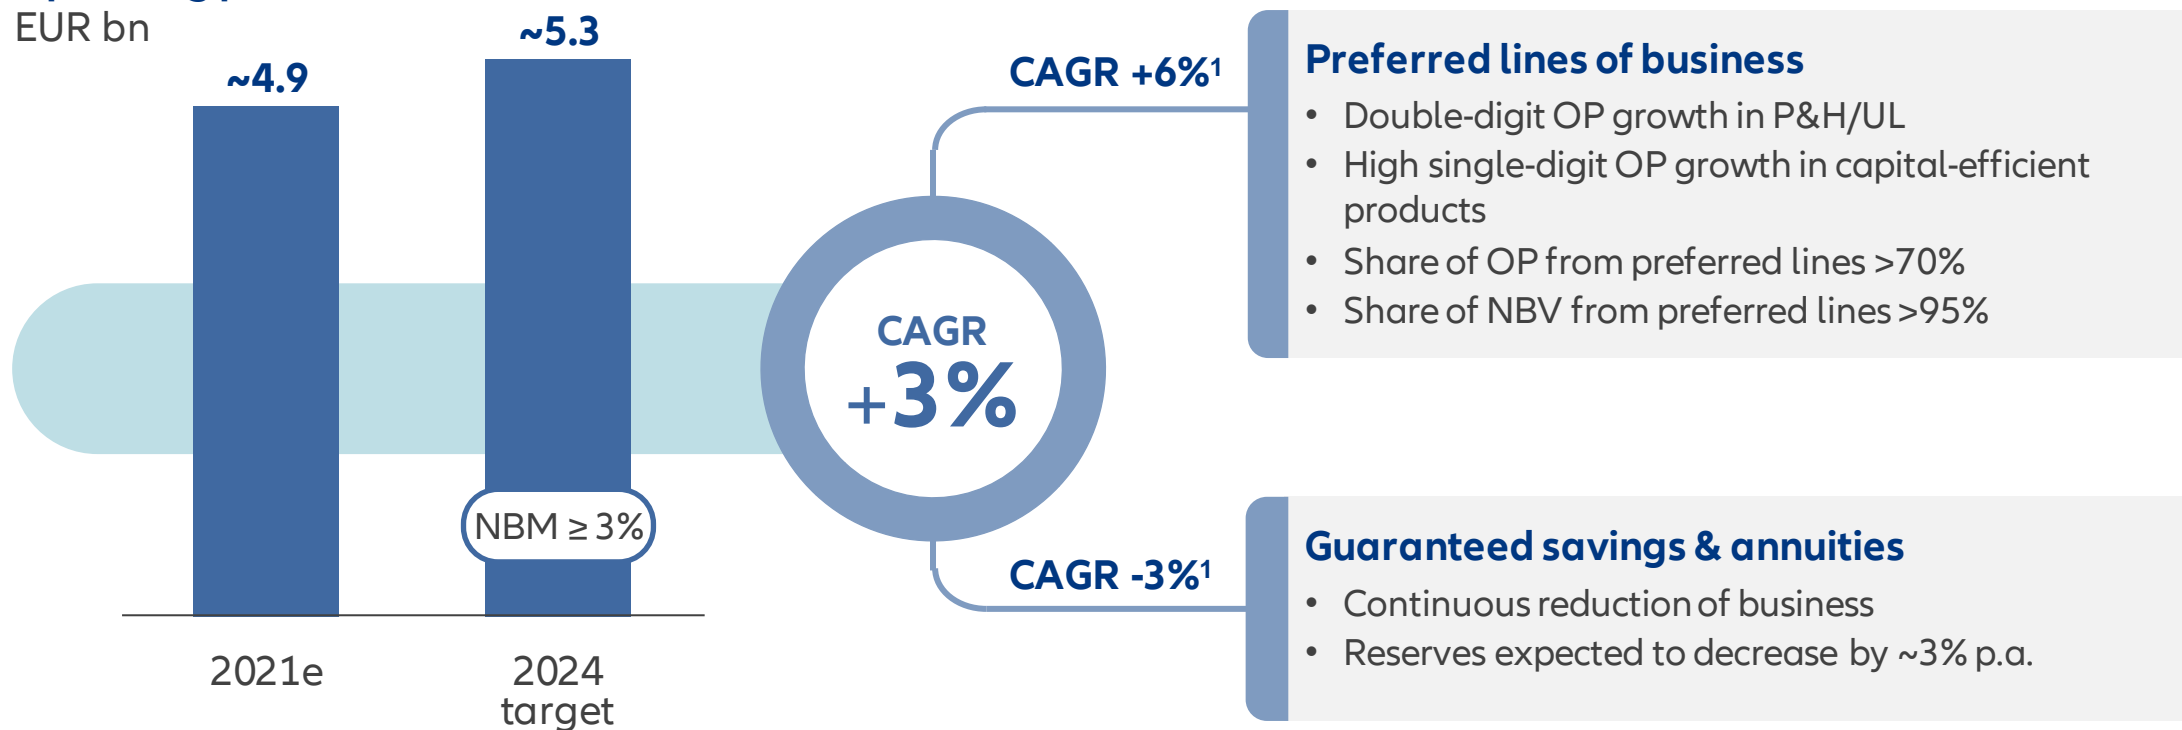 EUR bn
~4.9
~5.3
NBM ≥ 3%
2021e
2024
target
CAGR
+3%
CAGR +6%¹
Preferred lines of business
• Double-digit OP growth in P&H/UL
• High single-digit OP growth in capital-efficient
products
• Share of OP from preferred lines >70%
• Share of NBV from preferred lines >95%
CAGR -3%¹
Guaranteed savings & annuities
• Continuous reduction of business
• Reserves expected to decrease by ~3% p.a.